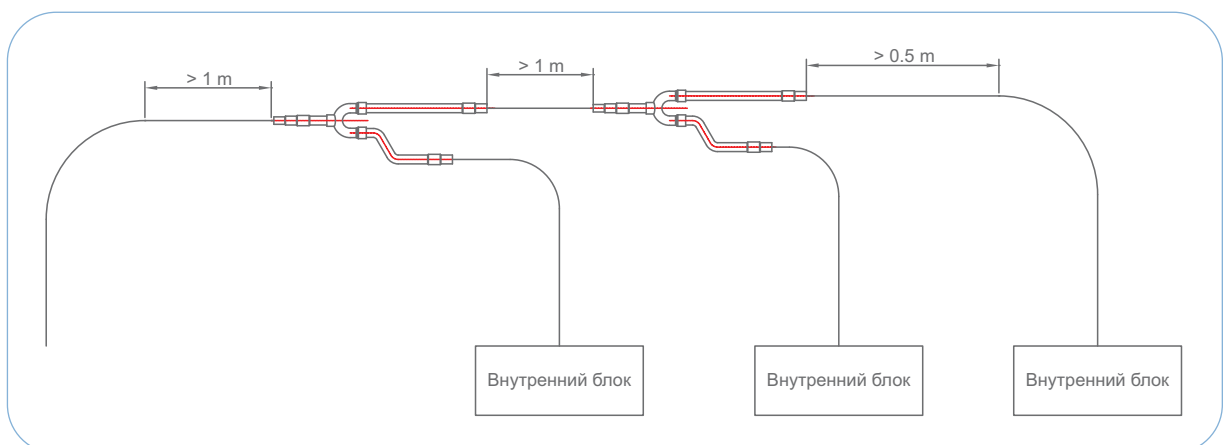 > 1 m
> 1 m
> 0.5 m
Внутренний блок
Внутренний блок
Внутренний блок